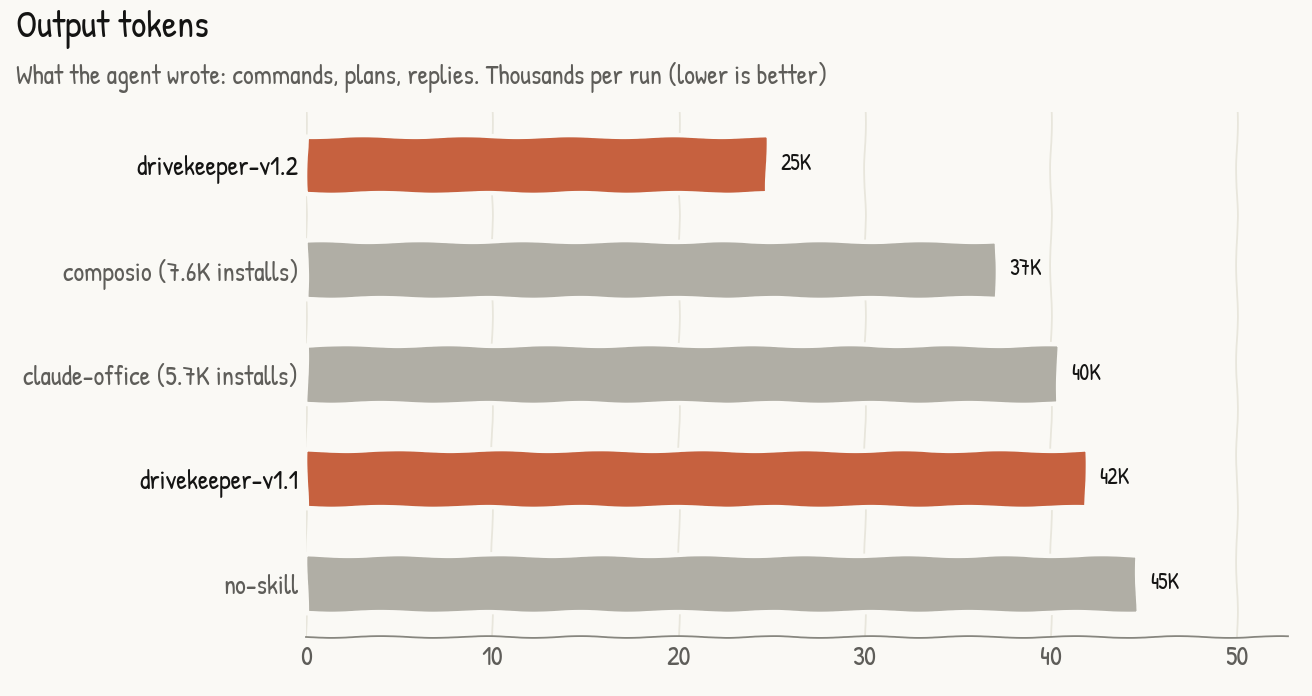 Output tokens
What the agent wrote: commands, plans, replies. Thousands per run (lower is better)
drivekeeper-v1.2 25K
composio (7.6K installs) 37K
claude-office (5.7K installs) 40K
drivekeeper-v1.1 42K
no-skill 45K
0 10 20 30 40 50